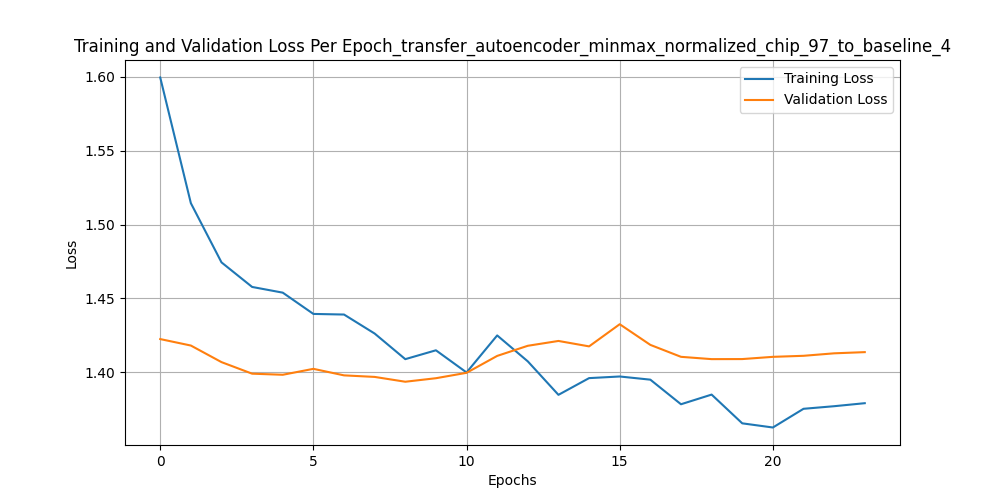 Training and Validation Loss Per Epoch_transfer_autoencoder_minmax_normalized_chip_97_to_baseline_4
Training Loss
Validation Loss
1.60
1.55
1.50
1.45
1.40
Loss
0
5
10
15
20
Epochs